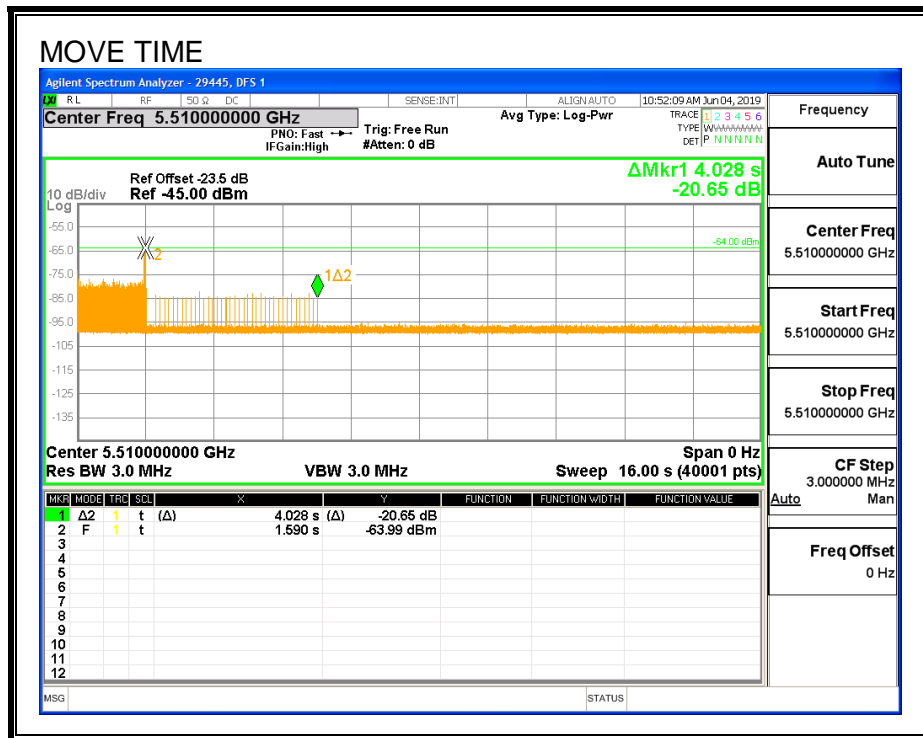 MOVE TIME
Agilent Spectrum Analyzer - 29445, DFS 1
LXI RL RF 50 Ω DC SENSE:INT ALIGN AUTO 10:52:09 AM Jun 04, 2019
Center Freq 5.510000000 GHz Avg Type: Log-Pwr TRACE 1 2 3 4 5 6
PNO: Fast Trig: Free Run TYPE
IFGain:High #Atten: 0 dB DET P N N N N N
Ref Offset -23.5 dB ΔMkr1 4.028 s
10 dB/div Ref -45.00 dBm -20.65 dB
Log
-55.0
-64.00 dBm
-65.0
2
-75.0
1Δ2
-85.0
-95.0
-105
-115
-125
-135
Center 5.510000000 GHz Span 0 Hz
Res BW 3.0 MHz VBW 3.0 MHz Sweep 16.00 s (40001 pts)
MKR MODE TRC SCL X Y FUNCTION FUNCTION WIDTH FUNCTION VALUE
1 Δ2 1 t (Δ) 4.028 s (Δ) -20.65 dB
2 F 1 t 1.590 s -63.99 dBm
3
4
5
6
7
8
9
10
11
12
MSG STATUS
Frequency
Auto Tune
Center Freq
5.510000000 GHz
Start Freq
5.510000000 GHz
Stop Freq
5.510000000 GHz
CF Step
3.000000 MHz
Auto Man
Freq Offset
0 Hz